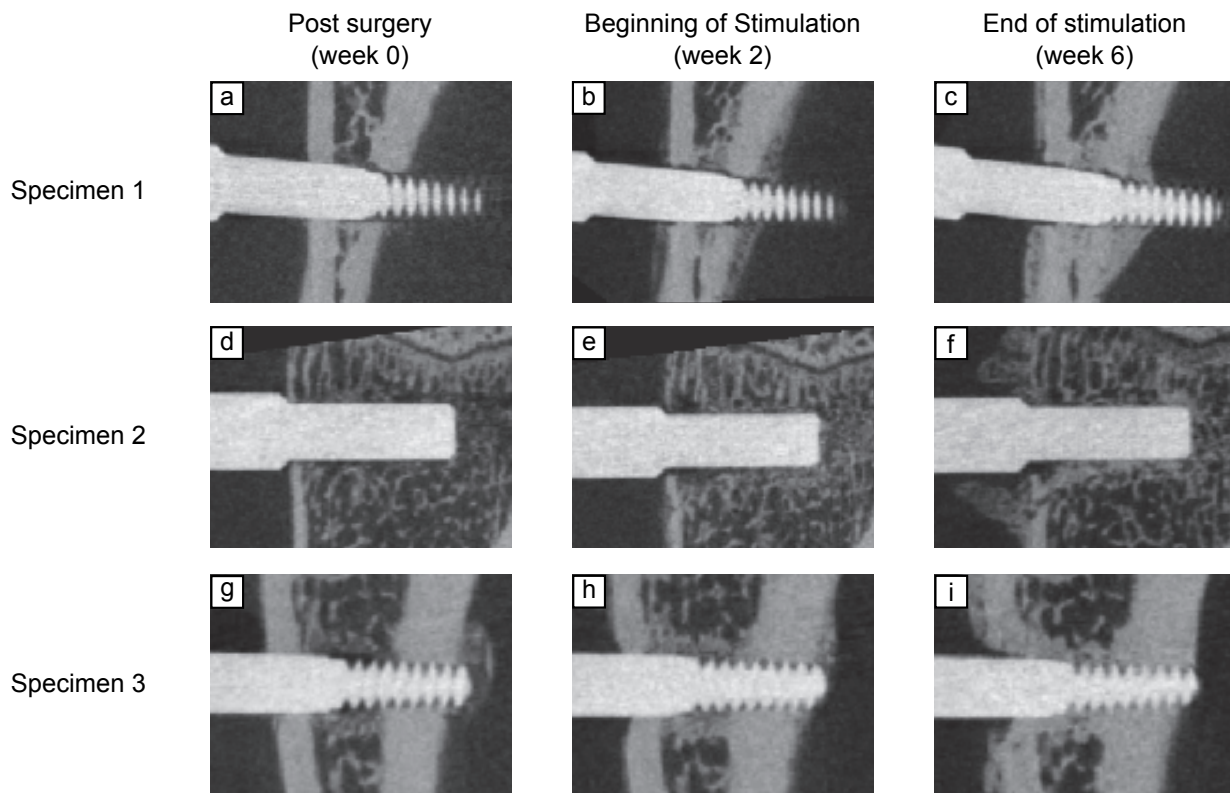 Post surgery
(week 0)
Beginning of Stimulation
(week 2)
End of stimulation
(week 6)
Specimen 1
a
b
c
Specimen 2
d
e
f
Specimen 3
g
h
i